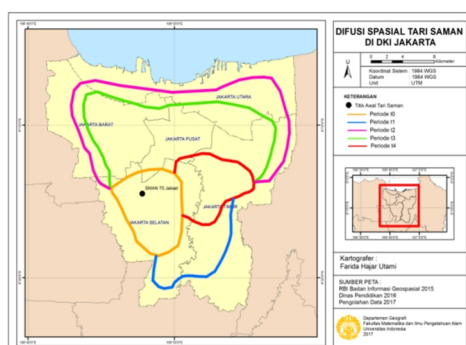 JAKARTA UTARA
JAKARTA BARAT
JAKARTA PUSAT
SMAN 70 Jaksel
JAKARTA SELATAN
DIFUSI SPASIAL TARI SAMAN
DI DKI JAKARTA
U
Kilometer
Koordinat Sistem : 1984 WGS
Datum : 1984 WGS
Unit : UTM
KETERANGAN
Titik Awal Tari Saman
Periode t0
Periode t1
Periode t2
Periode t3
Periode t4
Kartografer :
Farida Hajar Utami
SUMBER PETA :
RBI Badan Informasi Geospasial 2015
Dinas Pendidikan 2016
Pengolahan Data 2017
Departemen Geografi
Fakultas Matematika dan Ilmu Pengetahuan Alam
Universitas Indonesia
2017